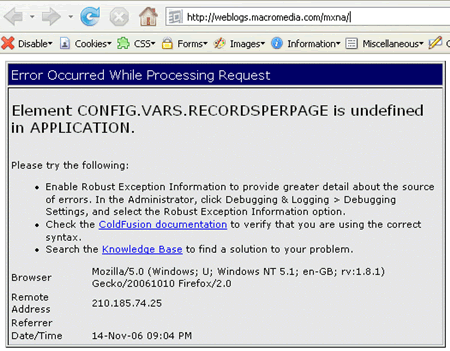 http://weblogs.macromedia.com/mxna/
Disable Cookies CSS Forms Images Information Miscellaneous
Error Occurred While Processing Request
Element CONFIG.VARS.RECORDSPERPAGE is undefined
in APPLICATION.
Please try the following:
• Enable Robust Exception Information to provide greater detail about the source
of errors. In the Administrator, click Debugging & Logging > Debugging
Settings, and select the Robust Exception Information option.
• Check the ColdFusion documentation to verify that you are using the correct
syntax.
• Search the Knowledge Base to find a solution to your problem.
Browser Mozilla/5.0 (Windows; U; Windows NT 5.1; en-GB; rv:1.8.1)
Gecko/20061010 Firefox/2.0
Remote
Address 210.185.74.25
Referrer
Date/Time 14-Nov-06 09:04 PM